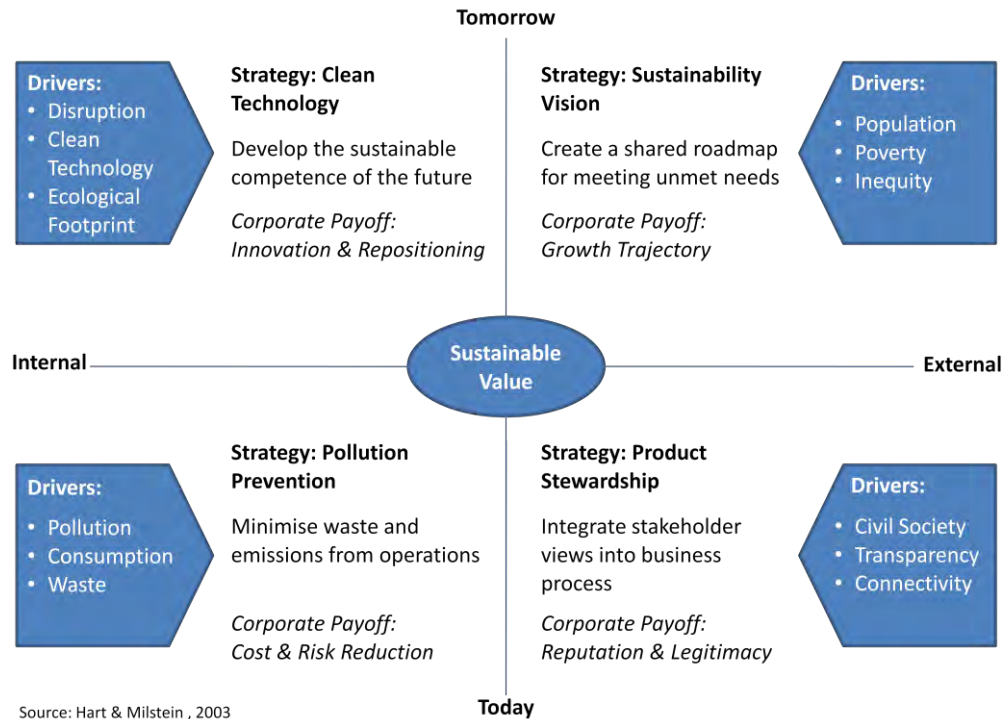 Tomorrow
Drivers:
• Disruption
• Clean
Technology
• Ecological
Footprint
Strategy: Clean
Technology
Develop the sustainable
competence of the future
Corporate Payoff:
Innovation & Repositioning
Strategy: Sustainability
Vision
Create a shared roadmap
for meeting unmet needs
Corporate Payoff:
Growth Trajectory
Drivers:
• Population
• Poverty
• Inequity
Internal
Sustainable
Value
External
Drivers:
• Pollution
• Consumption
• Waste
Strategy: Pollution
Prevention
Minimise waste and
emissions from operations
Corporate Payoff:
Cost & Risk Reduction
Strategy: Product
Stewardship
Integrate stakeholder
views into business
process
Corporate Payoff:
Reputation & Legitimacy
Drivers:
• Civil Society
• Transparency
• Connectivity
Source: Hart & Milstein , 2003
Today